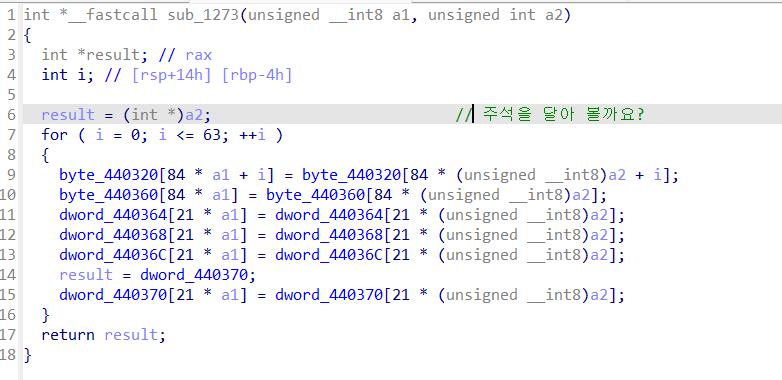 1 int *__fastcall sub_1273(unsigned __int8 a1, unsigned int a2)
2 {
3 int *result; // rax
4 int i; // [rsp+14h] [rbp-4h]
5
6 result = (int *)a2; // 주석을 달아 볼까요?
7 for ( i = 0; i <= 63; ++i )
8 {
9 byte_440320[84 * a1 + i] = byte_440320[84 * (unsigned __int8)a2 + i];
10 byte_440360[84 * a1] = byte_440360[84 * (unsigned __int8)a2];
11 dword_440364[21 * a1] = dword_440364[21 * (unsigned __int8)a2];
12 dword_440368[21 * a1] = dword_440368[21 * (unsigned __int8)a2];
13 dword_44036C[21 * a1] = dword_44036C[21 * (unsigned __int8)a2];
14 result = dword_440370;
15 dword_440370[21 * a1] = dword_440370[21 * (unsigned __int8)a2];
16 }
17 return result;
18 }